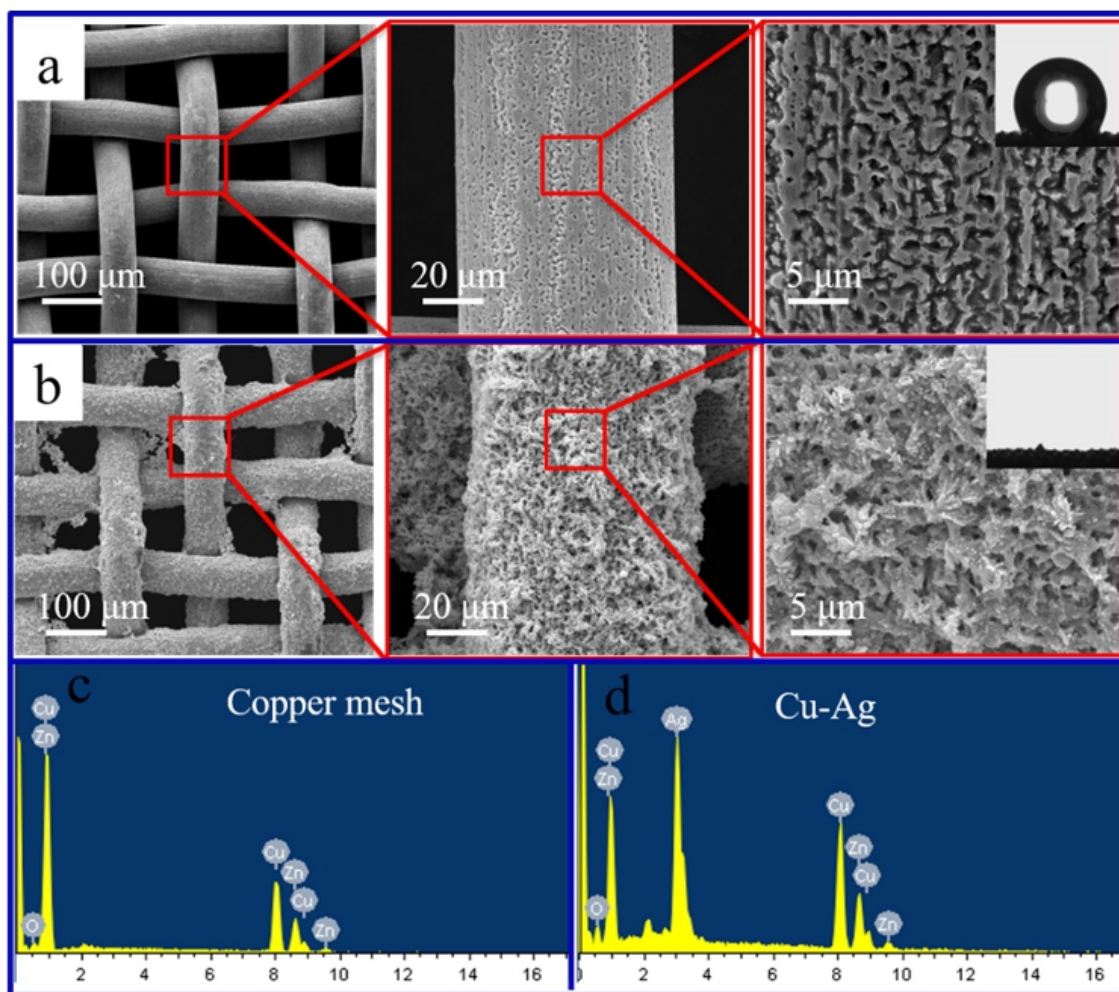 a
100 μm
20 μm
5 μm
b
100 μm
20 μm
5 μm
c
Copper mesh
Cu
Zn
O
Cu
Zn
Cu
Zn
2 4 6 8 10 12 14 16
d
Cu-Ag
Cu
Zn
O
Ag
Cu
Zn
Cu
Zn
0 2 4 6 8 10 12 14 16